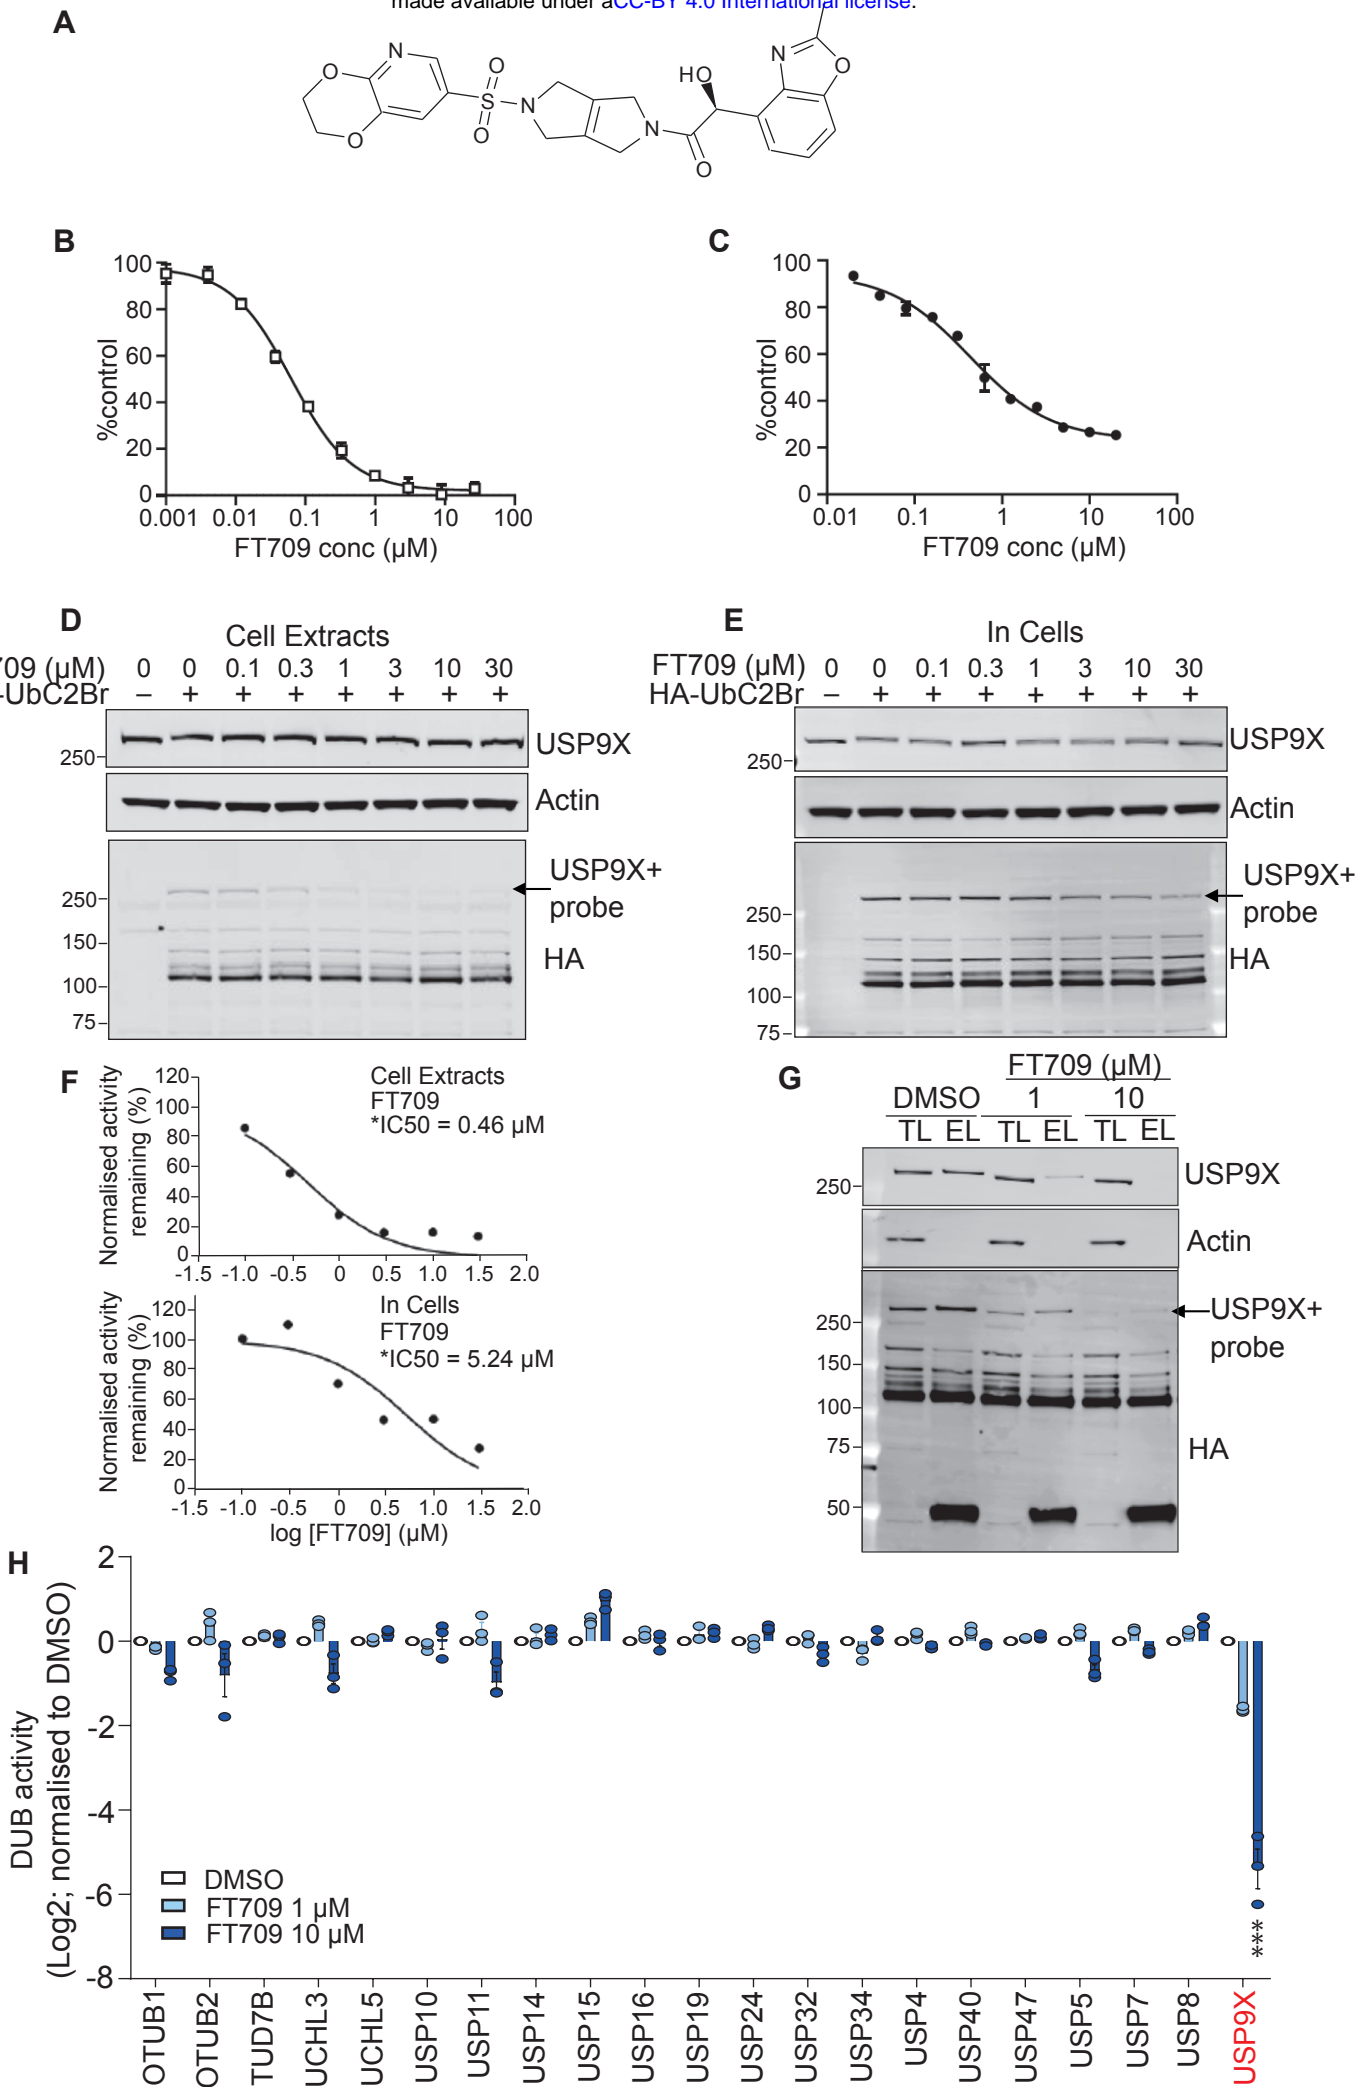 made available under aCC-BY 4.0 International license.
A
N
O
O
O
S
O
N
N
HO
O
N
O
B
%control
100
80
60
40
20
0
0.001 0.01 0.1 1 10 100
FT709 conc (µM)
C
%control
100
80
60
40
20
0
0.01 0.1 1 10 100
FT709 conc (µM)
D
Cell Extracts
709 (µM) 0 0 0.1 0.3 1 3 10 30
-UbC2Br – + + + + + + +
USP9X
250
Actin
USP9X+
probe
250
150
HA
100
75
E
In Cells
FT709 (µM) 0 0 0.1 0.3 1 3 10 30
HA-UbC2Br – + + + + + + +
USP9X
250
Actin
USP9X+
probe
250
150
HA
100
75
F
Normalised activity
remaining (%)
120
100
80
60
40
20
0
-1.5 -1.0 -0.5 0 0.5 1.0 1.5 2.0
Cell Extracts
FT709
*IC50 = 0.46 µM
Normalised activity
remaining (%)
120
100
80
60
40
20
0
-1.5 -1.0 -0.5 0 0.5 1.0 1.5 2.0
log [FT709] (µM)
In Cells
FT709
*IC50 = 5.24 µM
G
FT709 (µM)
DMSO 1 10
TL EL TL EL TL EL
USP9X
250
Actin
USP9X+
probe
250
150
100
75
HA
50
H
DUB activity
(Log2; normalised to DMSO)
2
0
-2
-4
-6
-8
DMSO
FT709 1 µM
FT709 10 µM
***
OTUB1
OTUB2
TUD7B
UCHL3
UCHL5
USP10
USP11
USP14
USP15
USP16
USP19
USP24
USP32
USP34
USP4
USP40
USP47
USP5
USP7
USP8
USP9X